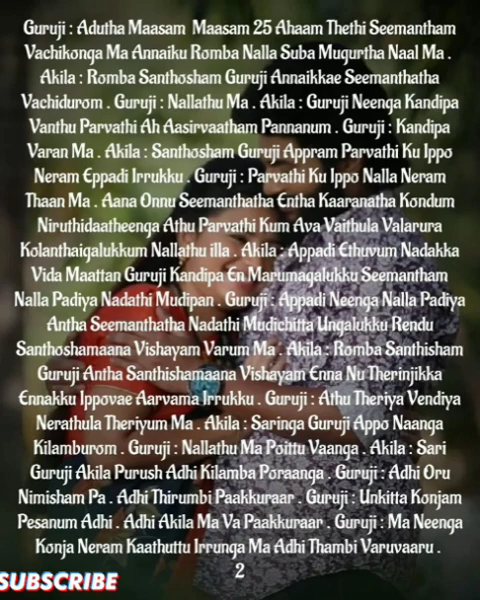 Guruji : Adutha Maasam Maasam 25 Ahaam Thethi Seemantham
Vachikonga Ma Annaiku Romba Nalla Suba Mugurtha Naal Ma .
Akila : Romba Santhosham Guruji Annaikkae Seemanthatha
Vachidurom . Guruji : Nallathu Ma . Akila : Guruji Neenga Kandipa
Vanthu Parvathi Ah Aasirvaatham Pannanum . Guruji : Kandipa
Varan Ma . Akila : Santhosham Guruji Appram Parvathi Ku Ippo
Neram Eppadi Irrukku . Guruji : Parvathi Ku Ippo Nalla Neram
Thaan Ma . Aana Onnu Seemanthatha Entha Kaaranatha Kondum
Niruthidaatheenga Athu Parvathi Kum Ava Vaithula Valarura
Kolanthaigalukkum Nallathu illa . Akila : Appadi Ethuvum Nadakka
Vida Maattan Guruji Kandipa En Marumagalukku Seemantham
Nalla Padiya Nadathi Mudipan . Guruji : Appadi Neenga Nalla Padiya
Antha Seemanthatha Nadathi Mudichitta Ungalukku Rendu
Santhoshamaana Vishayam Varum Ma . Akila : Romba Santhisham
Guruji Antha Santhishamaana Vishayam Enna Nu Therinjikka
Ennakku Ippovae Aarvama Irrukku . Guruji : Athu Theriya Vendiya
Nerathula Theriyum Ma . Akila : Saringa Guruji Appo Naanga
Kilamburom . Guruji : Nallathu Ma Poittu Vaanga . Akila : Sari
Guruji Akila Purush Adhi Kilamba Poraanga . Guruji : Adhi Oru
Nimisham Pa . Adhi Thirumbi Paakkuraar . Guruji : Unkitta Konjam
Pesanum Adhi . Adhi Akila Ma Va Paakkuraar . Guruji : Ma Neenga
Konja Neram Kaathuttu Irrunga Ma Adhi Thambi Varuvaaru .
2
SUBSCRIBE